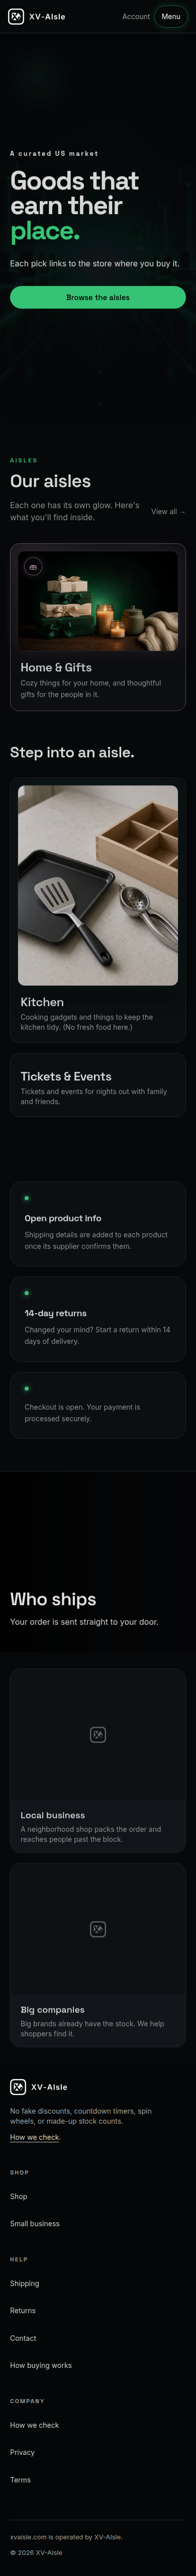 XV-AIsle
Account
Menu
A curated US market
Goods that
earn their
place.
Each pick links to the store where you buy it.
Browse the aisles
AISLES
Our aisles
Each one has its own glow. Here's
what you'll find inside.
View all →
Home & Gifts
Cozy things for your home, and thoughtful
gifts for the people in it.
Step into an aisle.
Kitchen
Cooking gadgets and things to keep the
kitchen tidy. (No fresh food here.)
Tickets & Events
Tickets and events for nights out with family
and friends.
Open product info
Shipping details are added to each product
once its supplier confirms them.
14-day returns
Changed your mind? Start a return within 14
days of delivery.
Checkout is open. Your payment is
processed securely.
Who ships
Your order is sent straight to your door.
Local business
A neighborhood shop packs the order and
reaches people past the block.
Big companies
Big brands already have the stock. We help
shoppers find it.
XV-AIsle
No fake discounts, countdown timers, spin
wheels, or made-up stock counts.
How we check.
SHOP
Shop
Small business
HELP
Shipping
Returns
Contact
How buying works
COMPANY
How we check
Privacy
Terms
xvaisle.com is operated by XV-AIsle.
© 2026 XV-AIsle